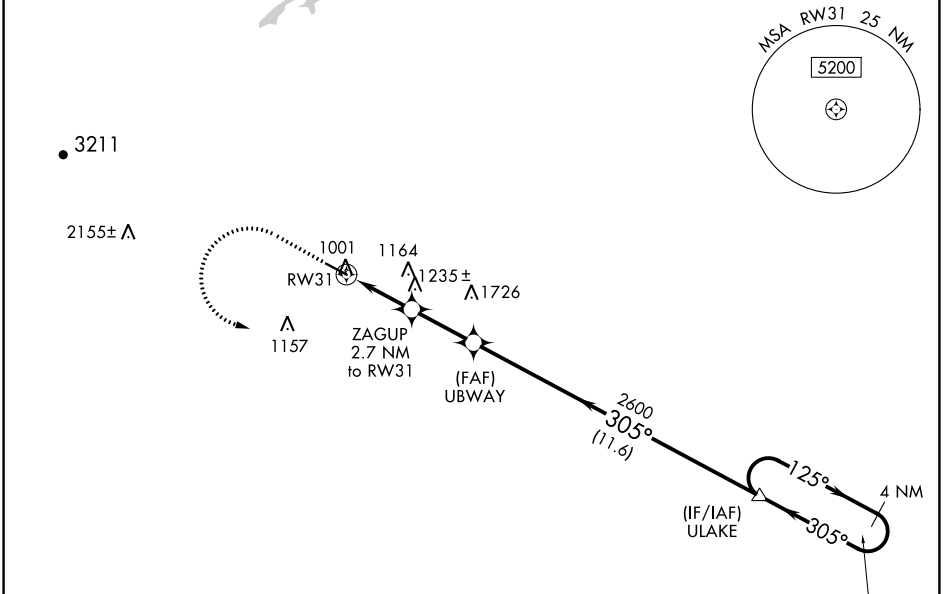 MSA RW31 25 NM
5200
3211
2155±
1001
1164
RW31
1235±
1726
1157
ZAGUP
2.7 NM
to RW31
(FAF)
UBWAY
2600
305°
(11.6)
125°
4 NM
(IF/IAF)
ULAKE
305°